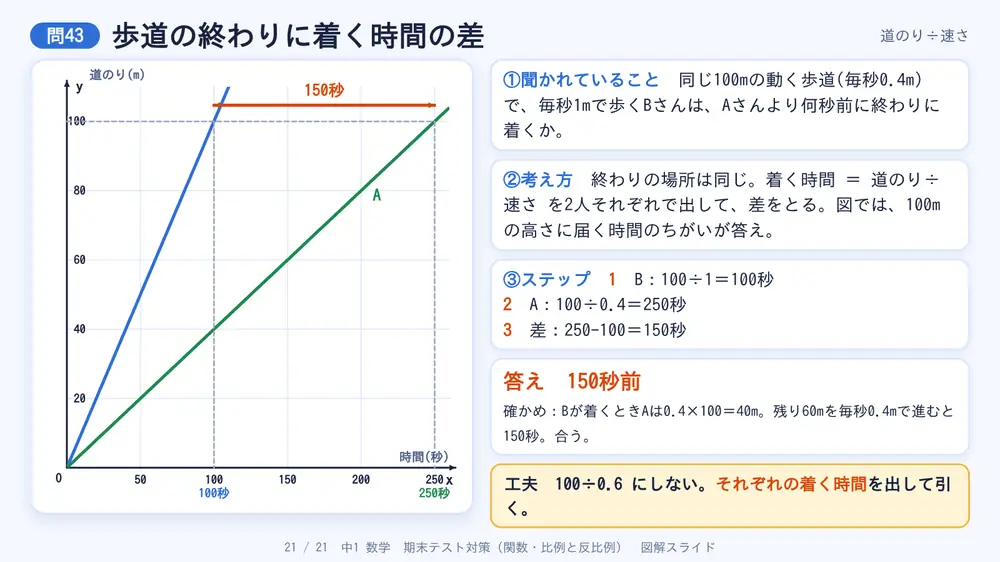 問43
歩道の終わりに着く時間の差
道のり÷速さ
道のり(m)
y
150秒
100
80
A
60
40
20
時間(秒)
0
50
100
150
200
250
x
100秒
250秒
①聞かれていること 同じ100mの動く歩道(毎秒0.4m)
で、毎秒1mで歩くBさんは、Aさんより何秒前に終わりに
着くか。
②考え方 終わりの場所は同じ。着く時間 ＝ 道のり÷
速さ を2人それぞれで出して、差をとる。図では、100m
の高さに届く時間のちがいが答え。
③ステップ 1 B：100÷1＝100秒
2 A：100÷0.4＝250秒
3 差：250-100＝150秒
答え 150秒前
確かめ：Bが着くときAは0.4×100＝40m。残り60mを毎秒0.4mで進むと
150秒。合う。
工夫 100÷0.6 にしない。それぞれの着く時間を出して引
く。
21 / 21 中1 数学 期末テスト対策（関数・比例と反比例） 図解スライド